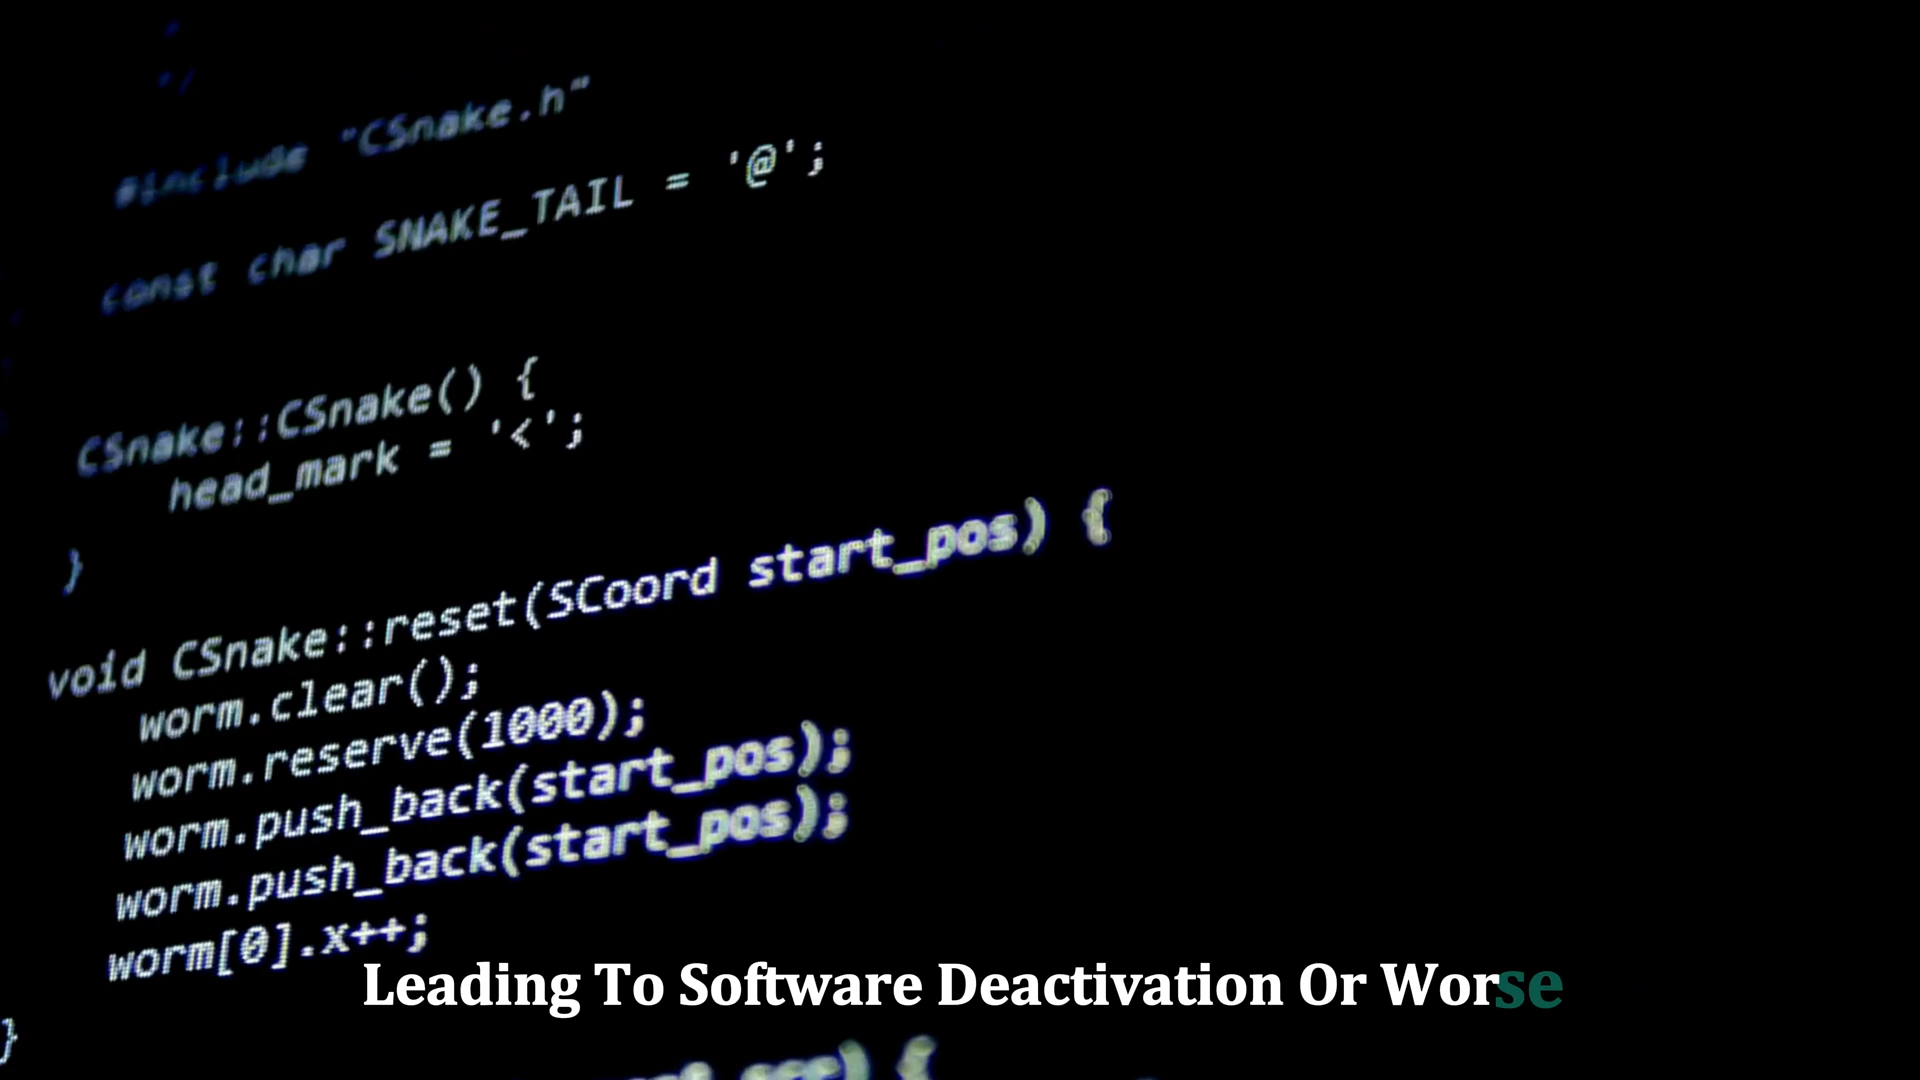 */
#include "CSnake.h"
const char SNAKE_TAIL = '@';
CSnake::CSnake() {
head_mark = '<';
}
void CSnake::reset(SCoord start_pos) {
worm.clear();
worm.reserve(1000);
worm.push_back(start_pos);
worm.push_back(start_pos);
worm[0].x++;
}
Leading To Software Deactivation Or Worse
) {